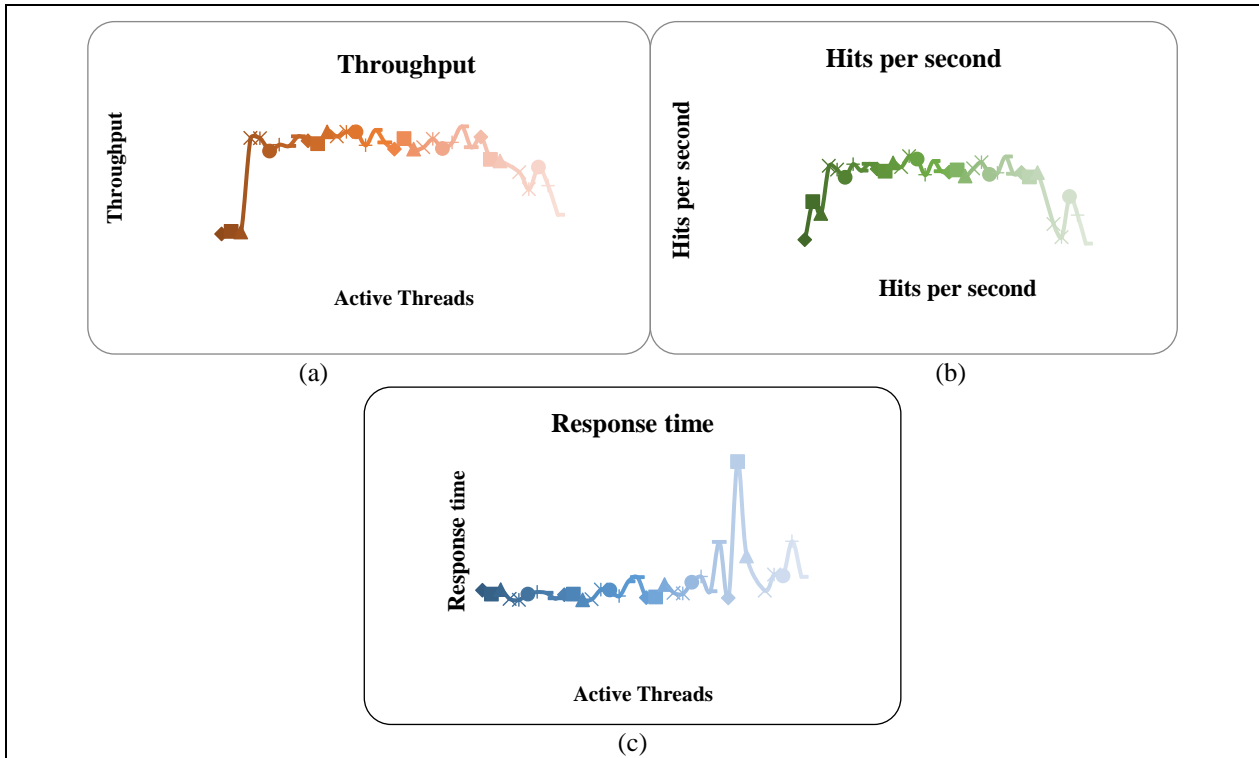 Throughput
Throughput
Active Threads
(a)
Hits per second
Hits per second
Hits per second
(b)
Response time
Response time
Active Threads
(c)